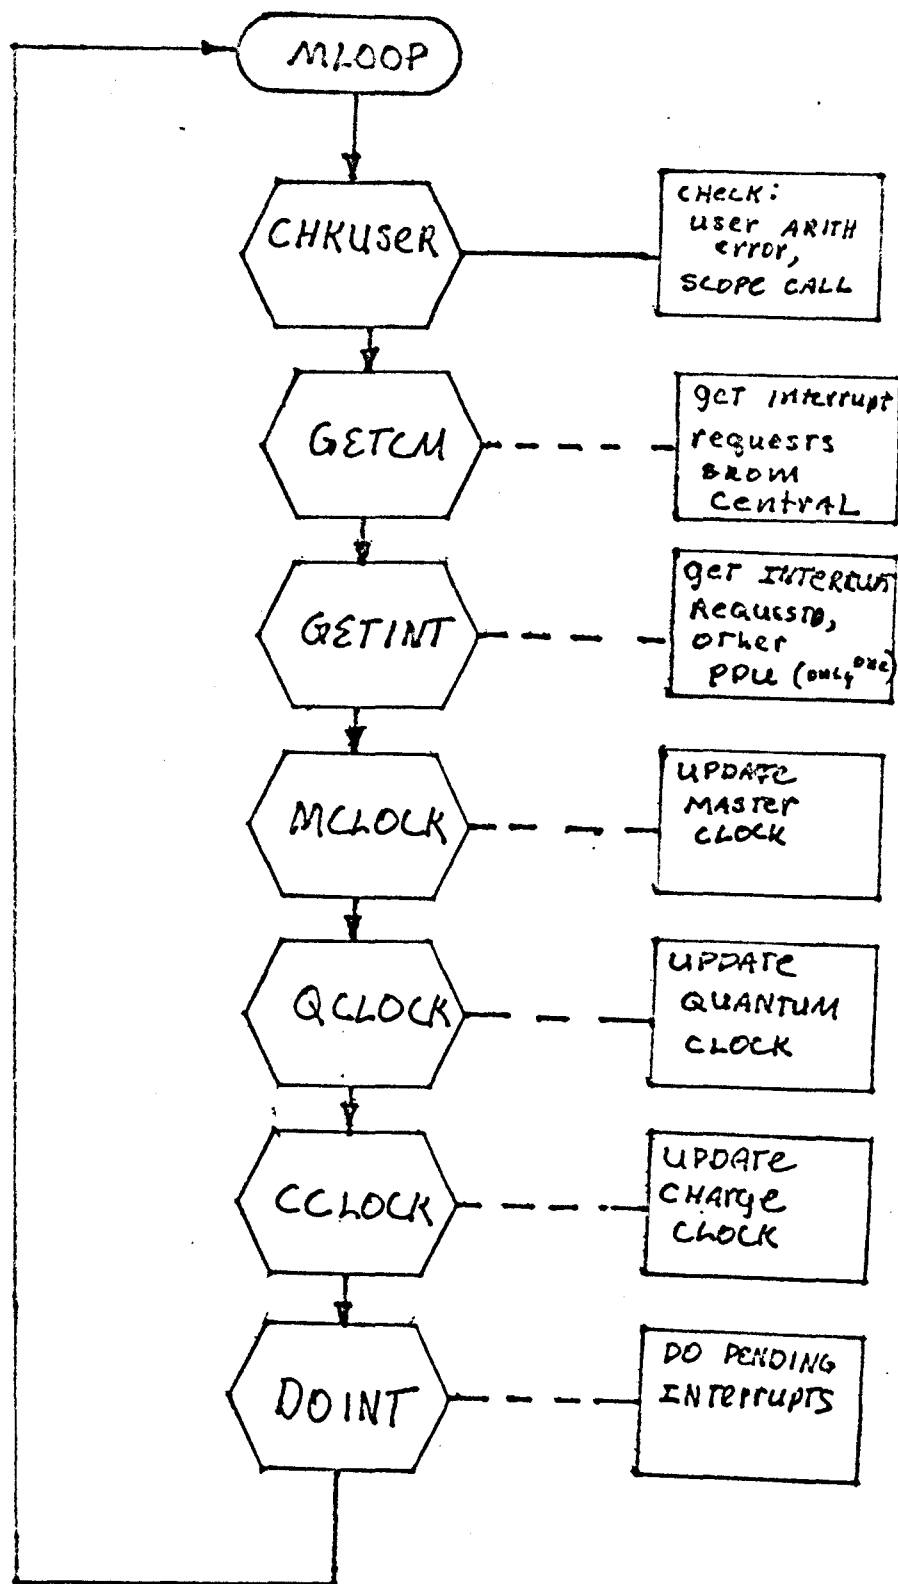 MLOOP
CHKUSER
CHECK:
user ARITH
error,
SCOPE CALL
GETCM
get interrupt
requests
FROM
Central
GETINT
get INTERRUPT
Requests,
other
PPU (only one)
MCLOCK
UPDATE
MASTER
CLOCK
QCLOCK
UPDATE
QUANTUM
CLOCK
CCLOCK
UPDATE
CHArge
CLOCK
DOINT
DO PENDING
INTERRUPTS